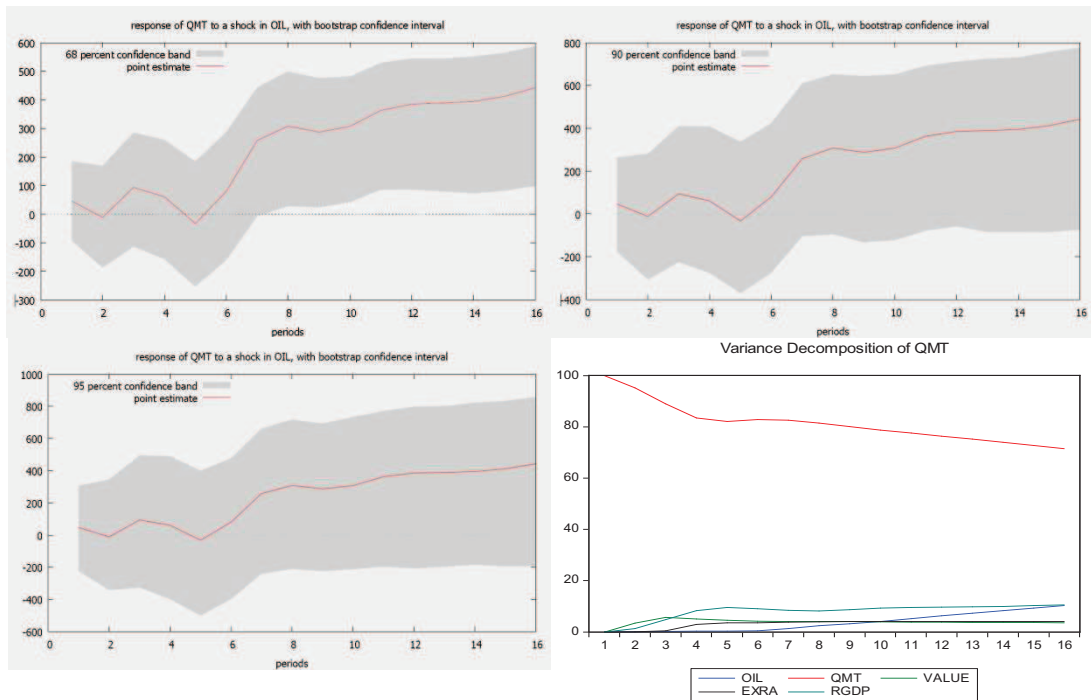 response of QMT to a shock in OIL, with bootstrap confidence interval
68 percent confidence band
point estimate
600
500
400
300
200
100
0
-100
-200
-300
0 2 4 6 8 10 12 14 16
periods
response of QMT to a shock in OIL, with bootstrap confidence interval
90 percent confidence band
point estimate
800
600
400
200
0
-200
-400
0 2 4 6 8 10 12 14 16
periods
response of QMT to a shock in OIL, with bootstrap confidence interval
95 percent confidence band
point estimate
1000
800
600
400
200
0
-200
-400
-600
0 2 4 6 8 10 12 14 16
periods
Variance Decomposition of QMT
100
80
60
40
20
0
1 2 3 4 5 6 7 8 9 10 11 12 13 14 15 16
OIL QMT VALUE
EXRA RGDP